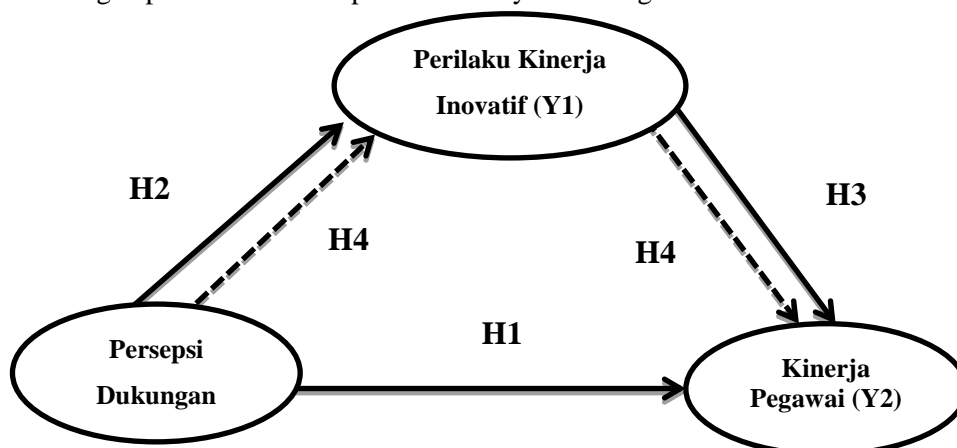 Perilaku Kinerja
Inovatif (Y1)
H2
H3
H4
H4
H1
Persepsi
Dukungan
Kinerja
Pegawai (Y2)